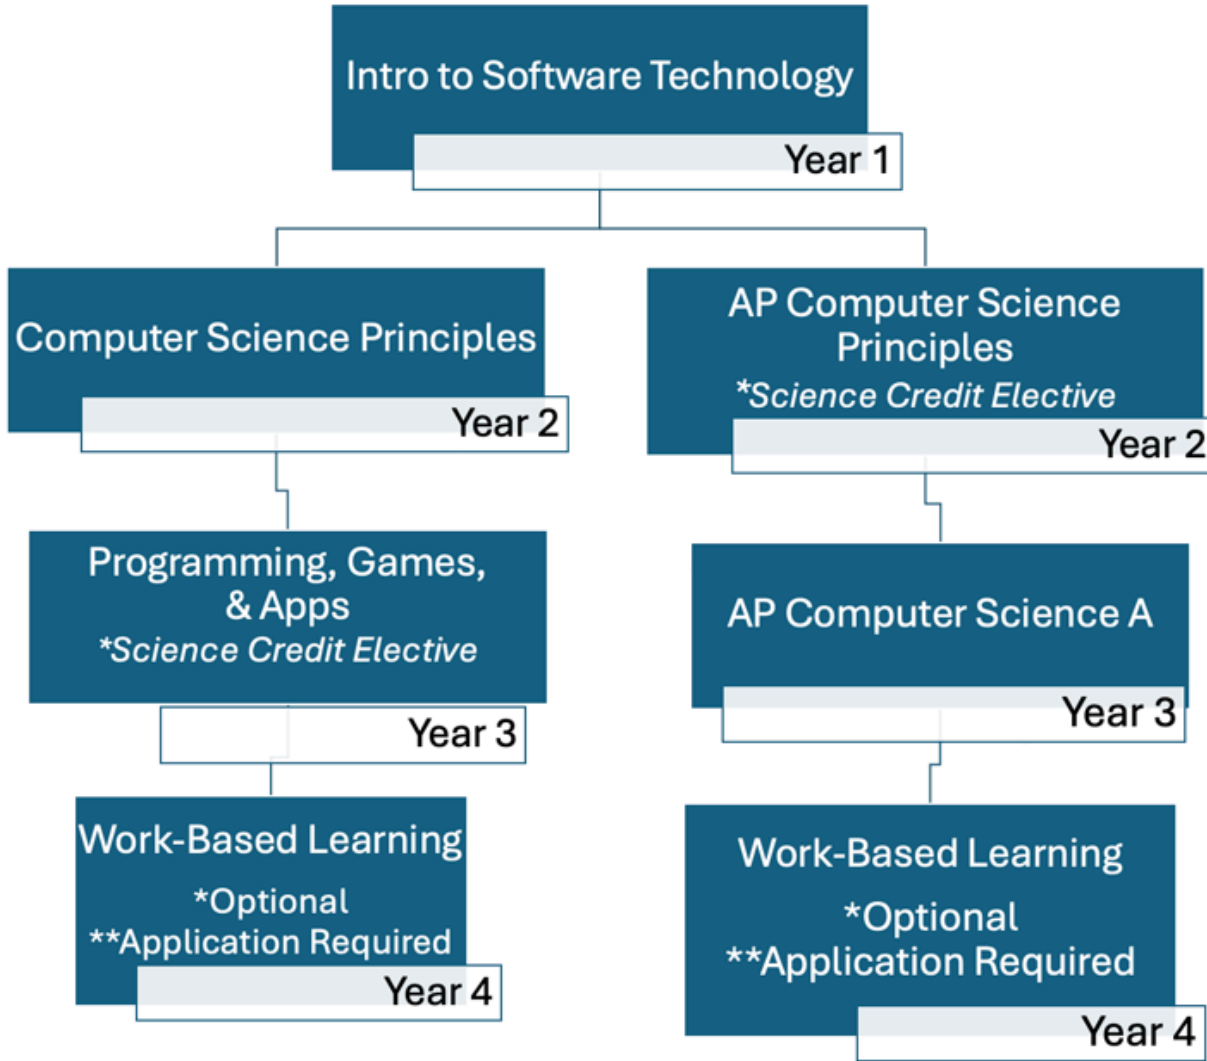 Intro to Software Technology
Year 1
Computer Science Principles
Year 2
AP Computer Science
Principles
*Science Credit Elective
Year 2
Programming, Games,
& Apps
*Science Credit Elective
Year 3
AP Computer Science A
Year 3
Work-Based Learning
*Optional
**Application Required
Year 4
Work-Based Learning
*Optional
**Application Required
Year 4